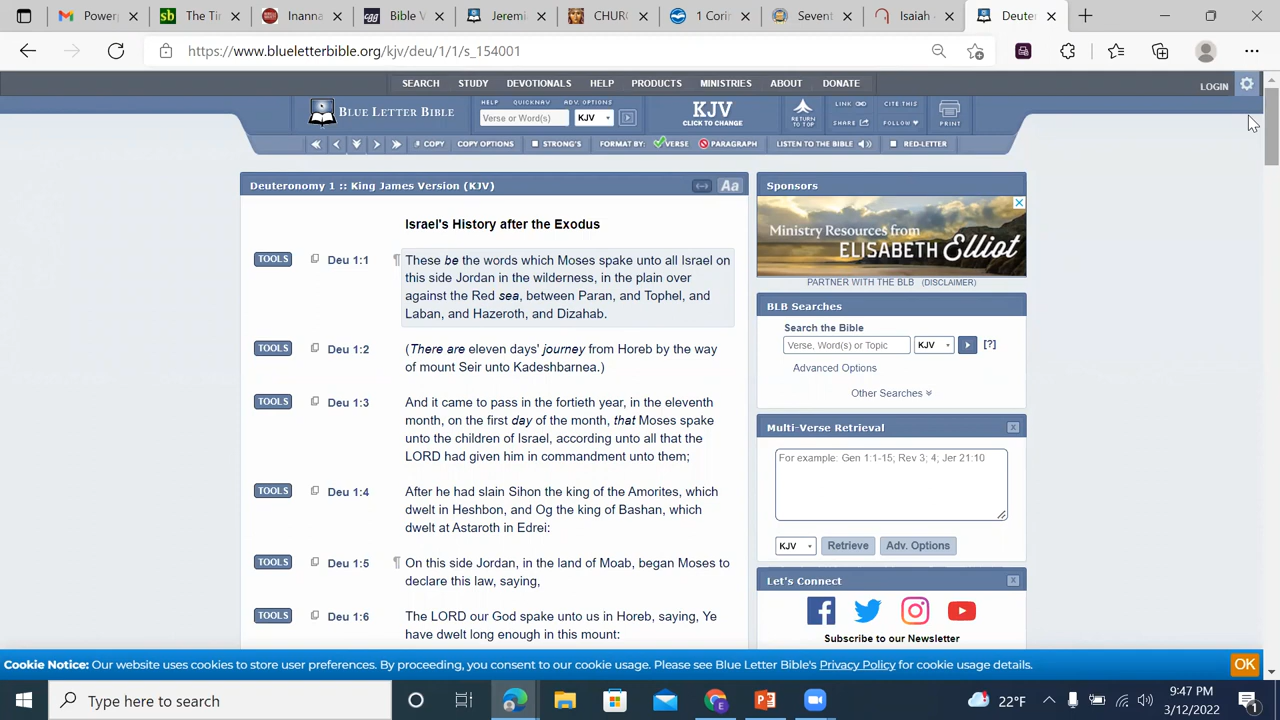 Power
The Tir
Inanna
Bible V
Jeremi
CHURC
1 Corir
Sevent
Isaiah
Deuter
https://www.blueletterbible.org/kjv/deu/1/1/s_154001
SEARCH STUDY DEVOTIONALS HELP PRODUCTS MINISTRIES ABOUT DONATE
LOGIN
BLUE LETTER BIBLE
HELP QUICKNAV ADV OPTIONS
Verse or Word(s) KJV
KJV
CLICK TO CHANGE
RETURN TO TOP
LINK CITE THIS
SHARE FOLLOW
PRINT
COPY COPY OPTIONS STRONG'S FORMAT BY: VERSE PARAGRAPH LISTEN TO THE BIBLE RED-LETTER
Deuteronomy 1 :: King James Version (KJV)
Aa
Israel's History after the Exodus
TOOLS Deu 1:1 ¶ These be the words which Moses spake unto all Israel on
this side Jordan in the wilderness, in the plain over
against the Red sea, between Paran, and Tophel, and
Laban, and Hazeroth, and Dizahab.
TOOLS Deu 1:2 (There are eleven days' journey from Horeb by the way
of mount Seir unto Kadeshbarnea.)
TOOLS Deu 1:3 And it came to pass in the fortieth year, in the eleventh
month, on the first day of the month, that Moses spake
unto the children of Israel, according unto all that the
LORD had given him in commandment unto them;
TOOLS Deu 1:4 After he had slain Sihon the king of the Amorites, which
dwelt in Heshbon, and Og the king of Bashan, which
dwelt at Astaroth in Edrei:
TOOLS Deu 1:5 ¶ On this side Jordan, in the land of Moab, began Moses to
declare this law, saying,
TOOLS Deu 1:6 The LORD our God spake unto us in Horeb, saying, Ye
have dwelt long enough in this mount:
Sponsors
Ministry Resources from
ELISABETH Elliot
PARTNER WITH THE BLB (DISCLAIMER)
BLB Searches
Search the Bible
Verse, Word(s) or Topic KJV [?]
Advanced Options
Other Searches
Multi-Verse Retrieval
For example: Gen 1:1-15; Rev 3; 4; Jer 21:10
KJV Retrieve Adv. Options
Let's Connect
Subscribe to our Newsletter
Cookie Notice: Our website uses cookies to store user preferences. By proceeding, you consent to our cookie usage. Please see Blue Letter Bible's Privacy Policy for cookie usage details.
OK
Type here to search
22°F
9:47 PM
3/12/2022
1